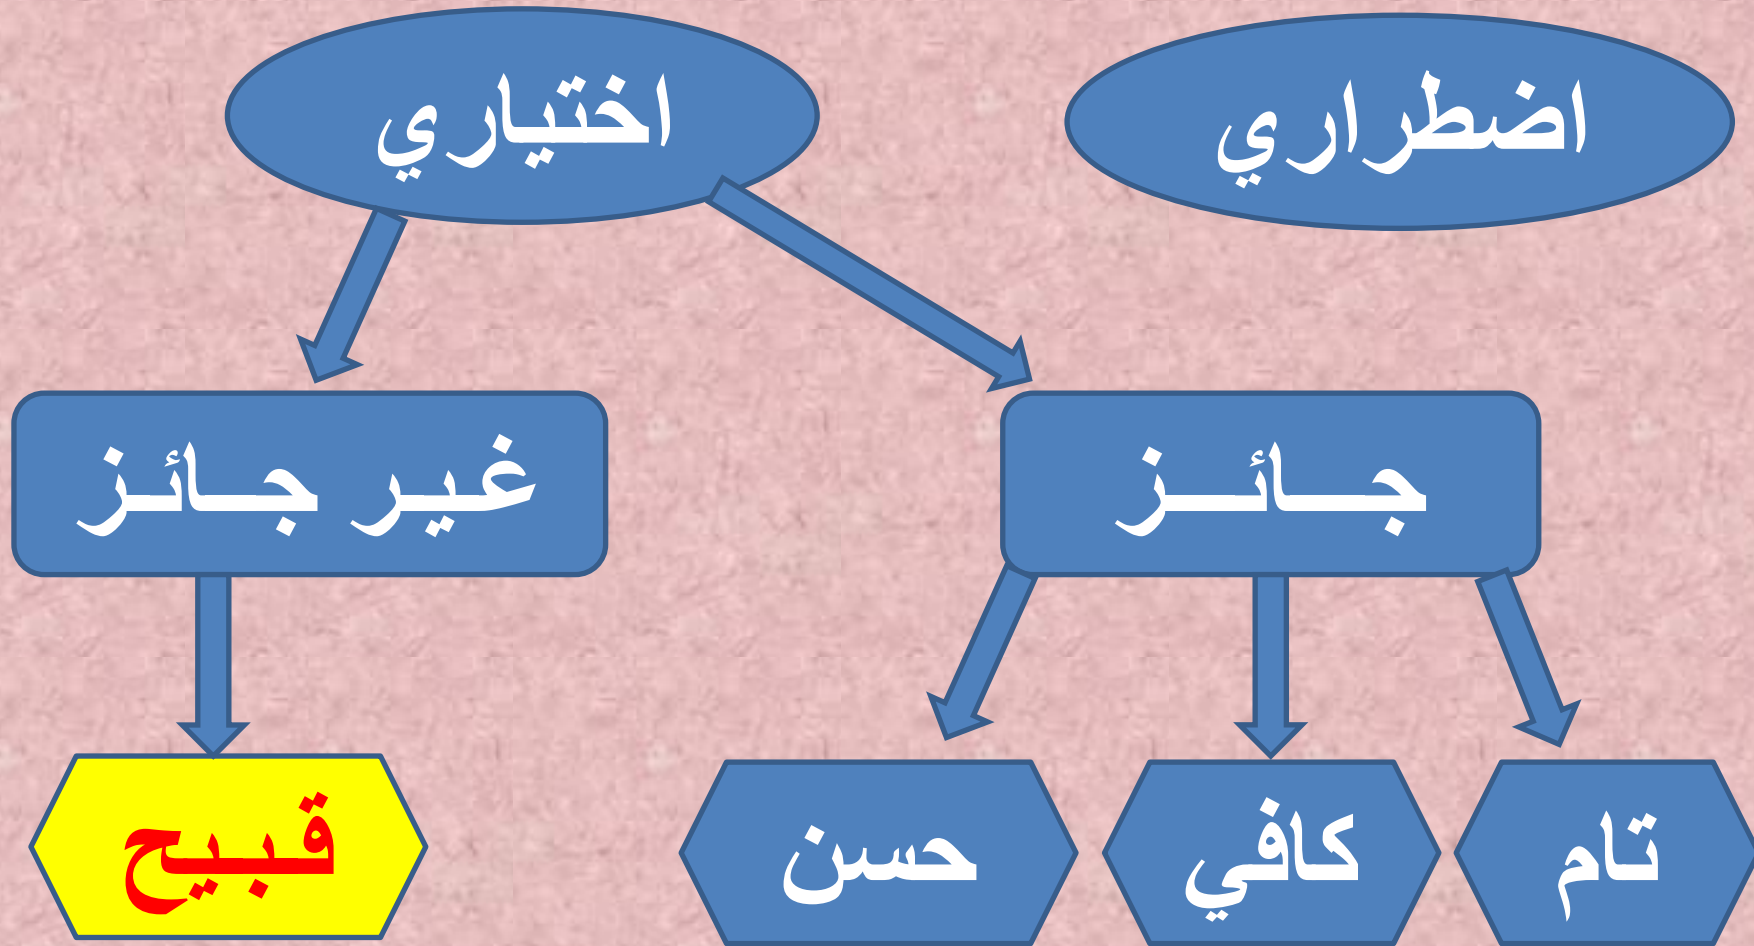 اضطراري
اختياري
جائز
غير جائز
تام
كافي
حسن
قبيح